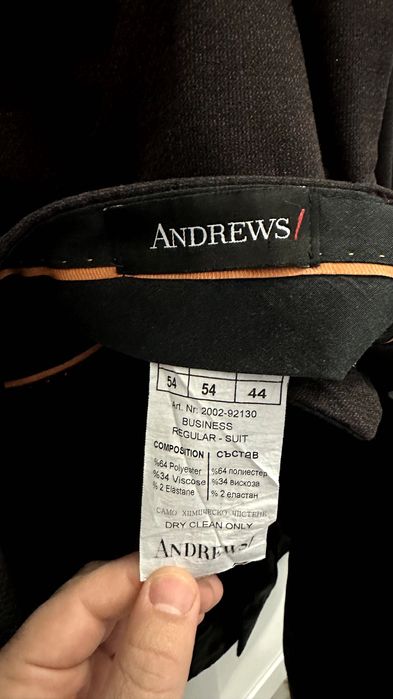 ANDREWS/
54 54 44
Art. Nr: 2002-92130
BUSINESS
REGULAR - SUIT
COMPOSITION | състав
%64 Polyester | %64 полиестер
%34 Viscose | %34 вискоза
% 2 Elastane | % 2 еластан
САМО ХИМИЧЕСКО ЧИСТЕНЕ
DRY CLEAN ONLY
ANDREWS/